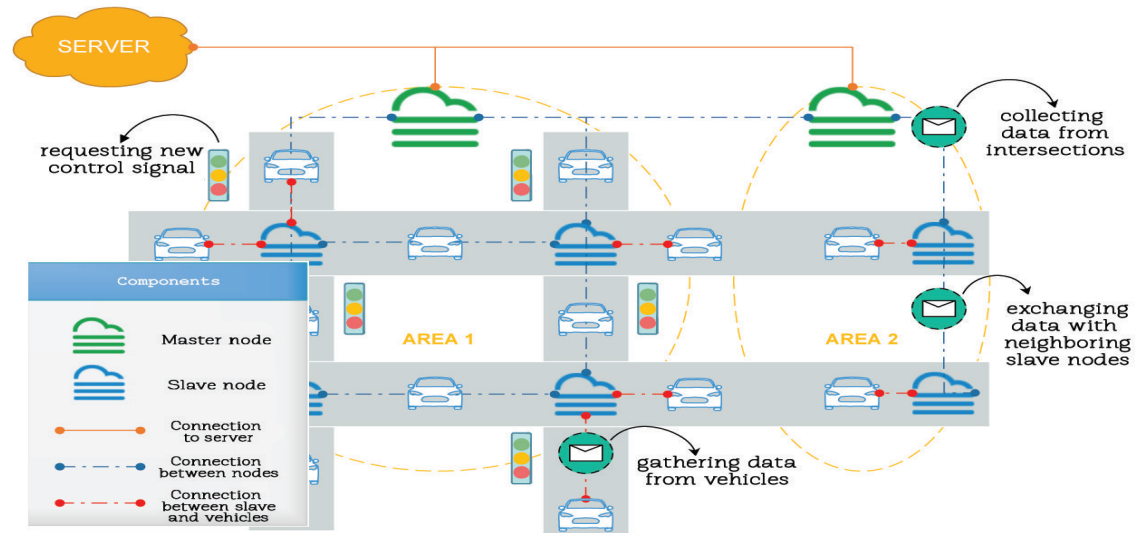 SERVER
requesting new
control signal
collecting
data from
intersections
Components
Master node
Slave node
Connection
to server
Connection
between nodes
Connection
between slave
and vehicles
AREA 1
AREA 2
exchanging
data with
neighboring
slave nodes
gathering data
from vehicles